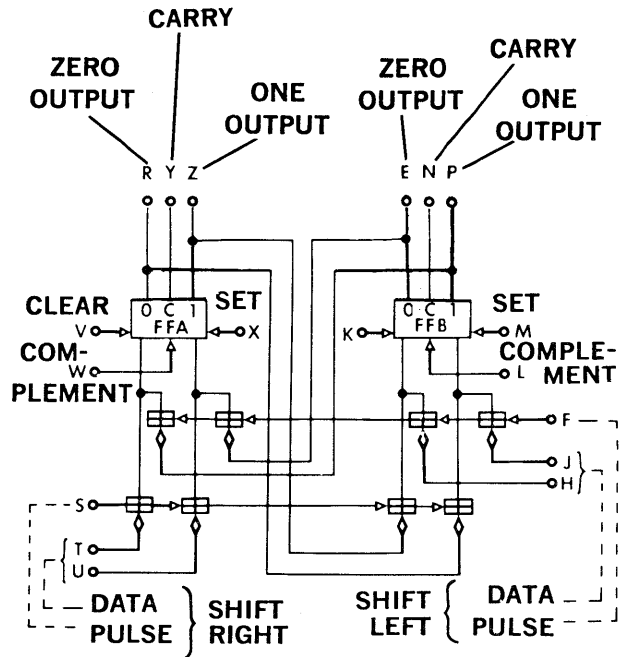 CARRY
ZERO
OUTPUT
ONE
OUTPUT
ZERO
OUTPUT
CARRY
ONE
OUTPUT
R Y Z
E N P
0 C 1
FFA
CLEAR
V
SET
X
COM-
W
PLEMENT
0 C 1
FFB
K
SET
M
COMPLE-
L
MENT
F
J
H
S
T
U
DATA
PULSE
SHIFT
RIGHT
SHIFT
LEFT
DATA
PULSE